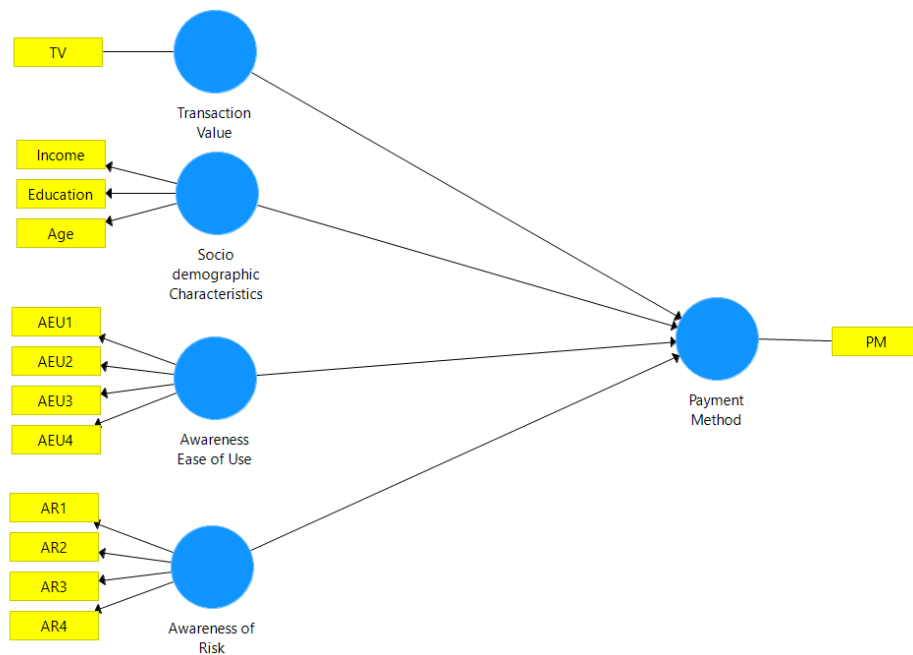 TV
Transaction
Value
Income
Education
Age
Socio
demographic
Characteristics
AEU1
AEU2
AEU3
AEU4
Awareness
Ease of Use
AR1
AR2
AR3
AR4
Awareness of
Risk
PM
Payment
Method